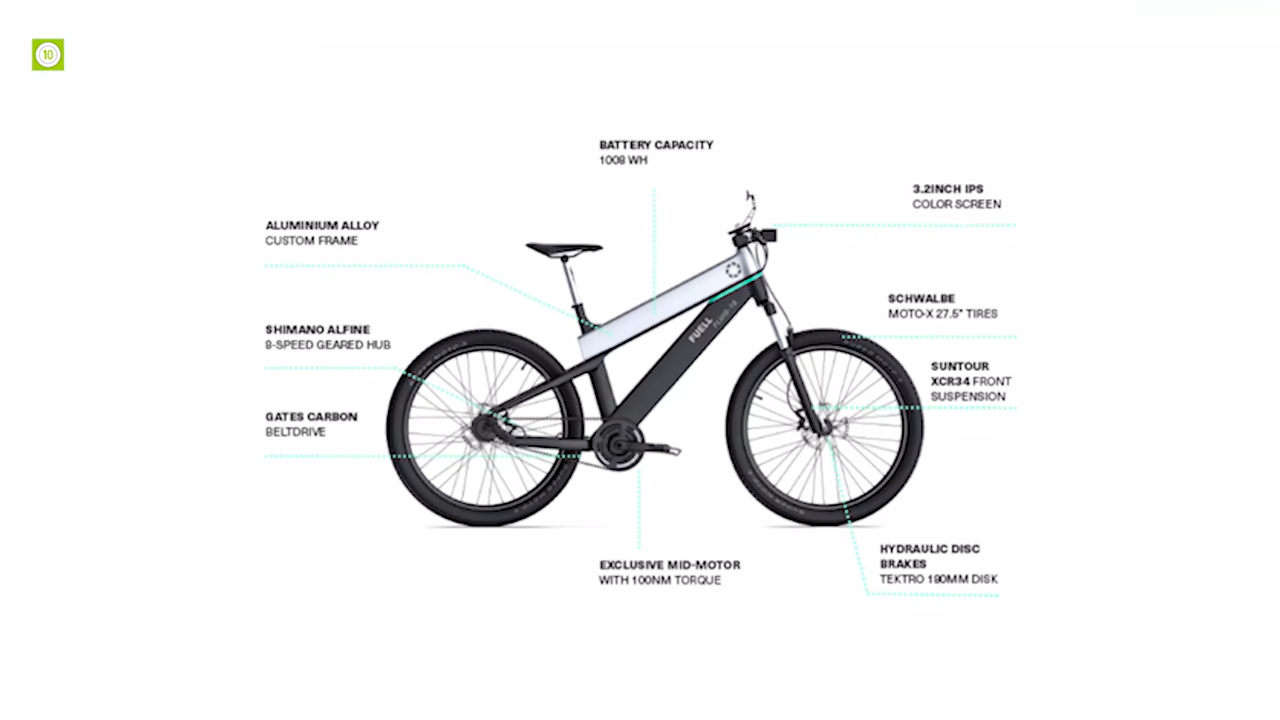 10
BATTERY CAPACITY
1008 WH
3.2INCH IPS
COLOR SCREEN
ALUMINIUM ALLOY
CUSTOM FRAME
SCHWALBE
MOTO-X 27.5" TIRES
SHIMANO ALFINE
8-SPEED GEARED HUB
FUELL
SUNTOUR
XCR34 FRONT
SUSPENSION
GATES CARBON
BELTDRIVE
EXCLUSIVE MID-MOTOR
WITH 100NM TORQUE
HYDRAULIC DISC
BRAKES
TEKTRO 180MM DISK